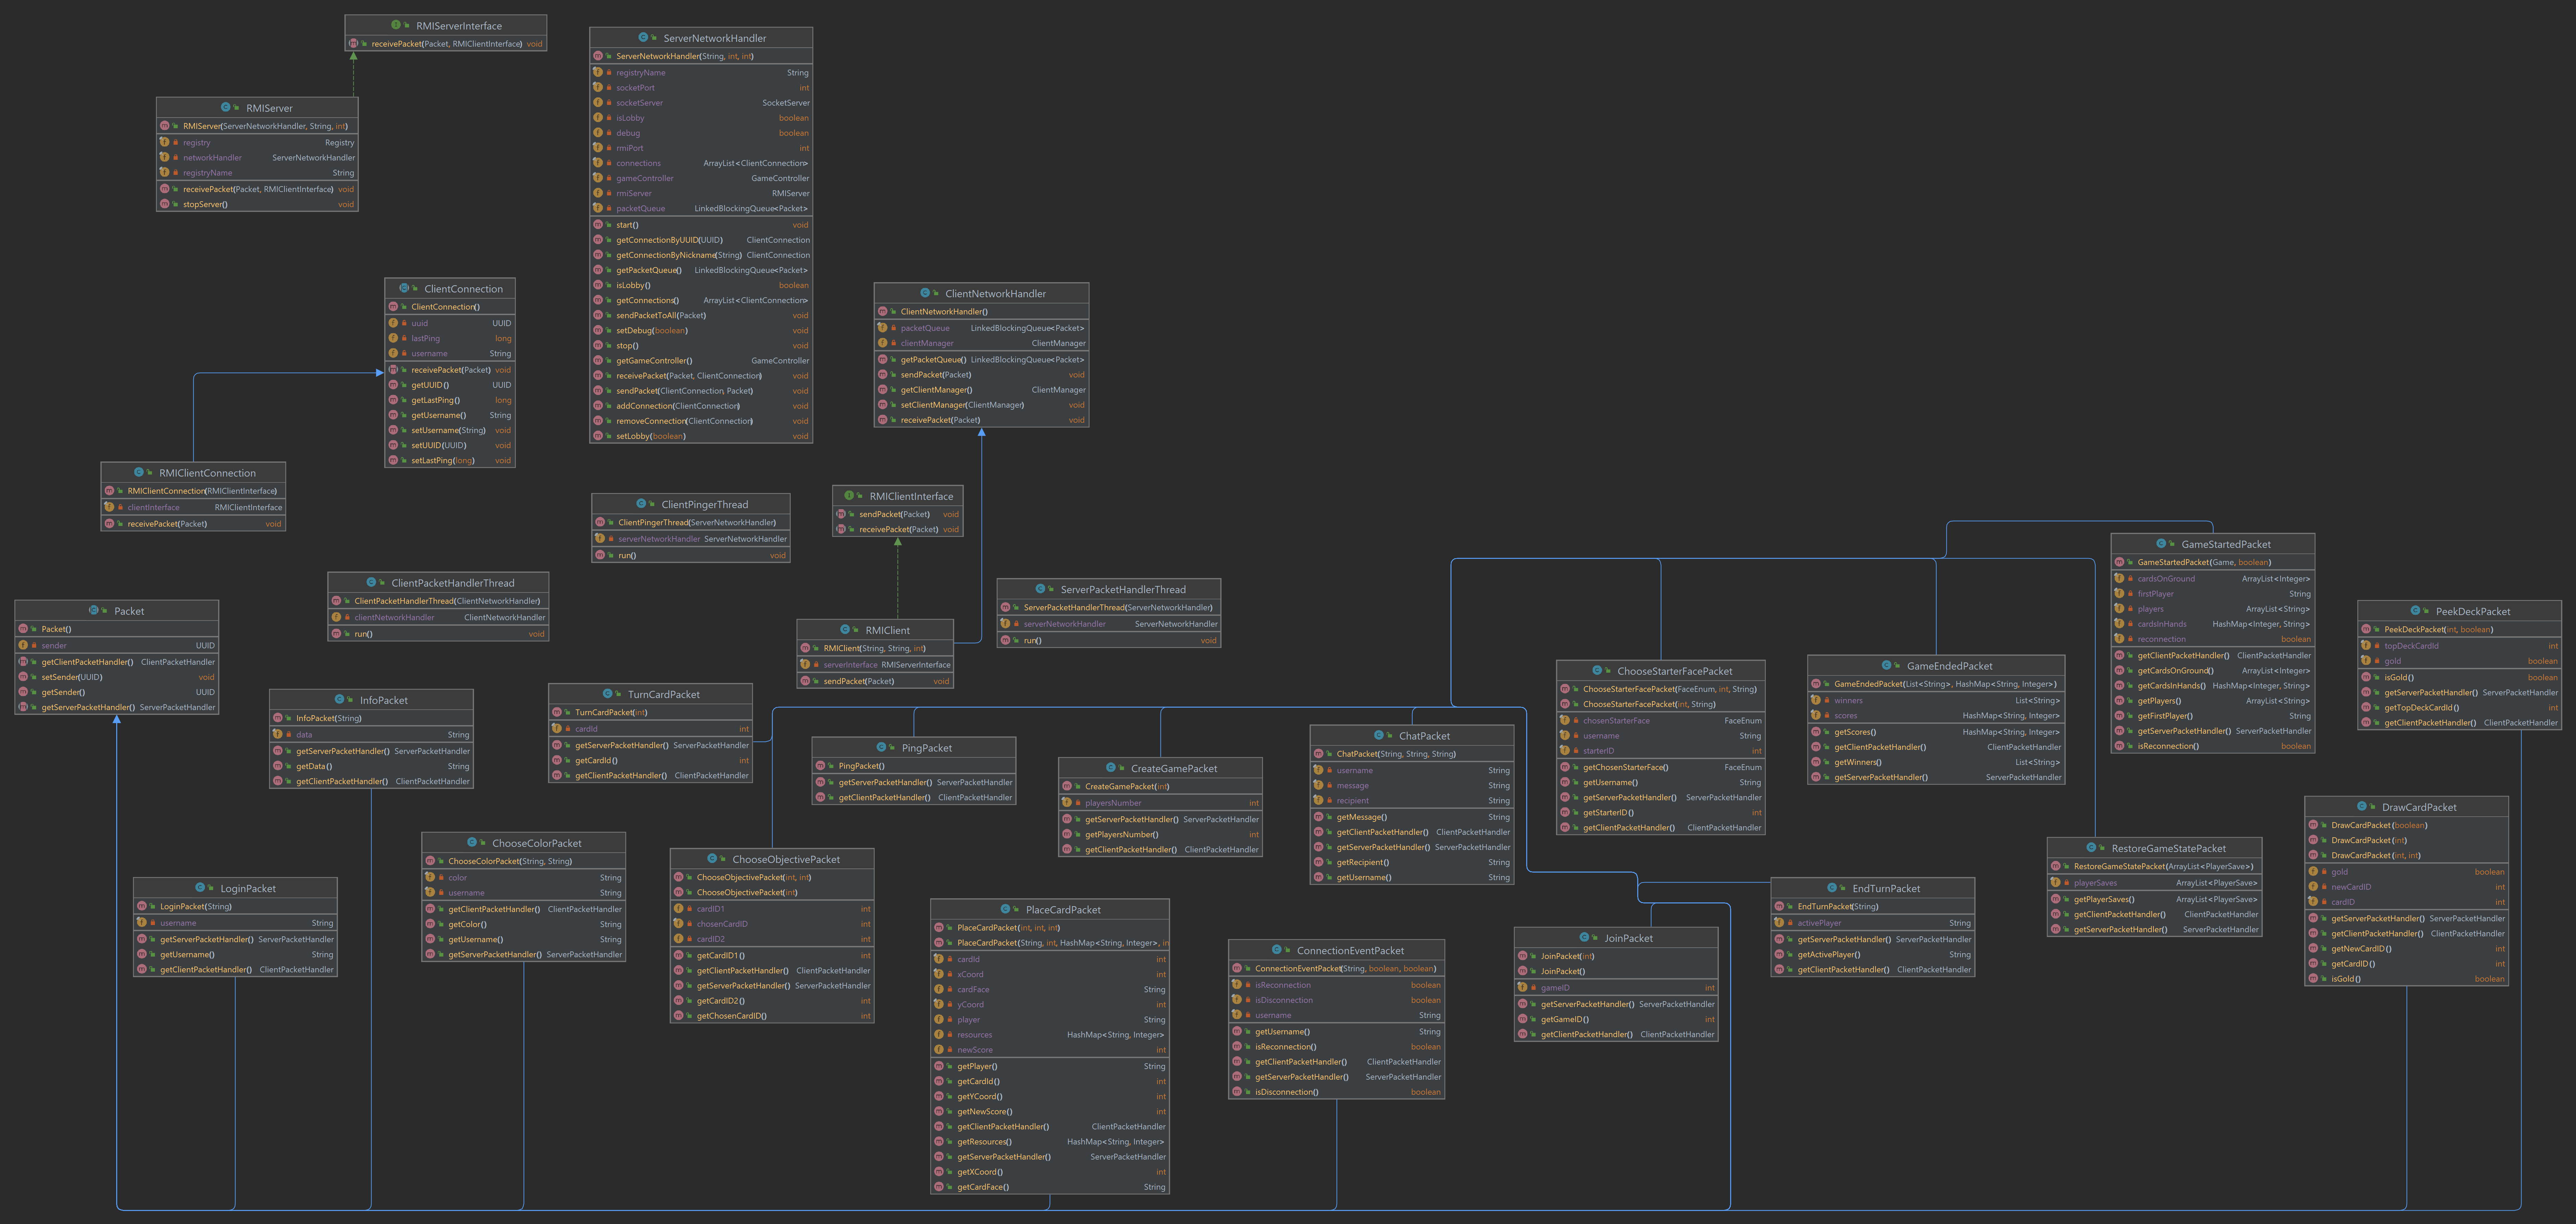 RMIServerInterface
receivePacket(Packet, RMIClientInterface) void
RMIServer
RMIServer(ServerNetworkHandler, String, int)
registry Registry
networkHandler ServerNetworkHandler
registryName String
receivePacket(Packet, RMIClientInterface) void
stopServer() void
ServerNetworkHandler
ServerNetworkHandler(String, int, int)
registryName String
socketPort int
socketServer SocketServer
isLobby boolean
debug boolean
rmiPort int
connections ArrayList<ClientConnection>
gameController GameController
rmiServer RMIServer
packetQueue LinkedBlockingQueue<Packet>
start() void
getConnectionByUUID(UUID) ClientConnection
getConnectionByNickname(String) ClientConnection
getPacketQueue() LinkedBlockingQueue<Packet>
isLobby() boolean
getConnections() ArrayList<ClientConnection>
sendPacketToAll(Packet) void
setDebug(boolean) void
stop() void
getGameController() GameController
receivePacket(Packet, ClientConnection) void
sendPacket(ClientConnection, Packet) void
addConnection(ClientConnection) void
removeConnection(ClientConnection) void
setLobby(boolean) void
ClientConnection
ClientConnection()
uuid UUID
lastPing long
username String
receivePacket(Packet) void
getUUID() UUID
getLastPing() long
getUsername() String
setUsername(String) void
setUUID(UUID) void
setLastPing(long) void
ClientNetworkHandler
ClientNetworkHandler()
packetQueue LinkedBlockingQueue<Packet>
clientManager ClientManager
getPacketQueue() LinkedBlockingQueue<Packet>
sendPacket(Packet) void
getClientManager() ClientManager
setClientManager(ClientManager) void
receivePacket(Packet) void
RMIClientConnection
RMIClientConnection(RMIClientInterface)
clientInterface RMIClientInterface
receivePacket(Packet) void
ClientPingerThread
ClientPingerThread(ServerNetworkHandler)
serverNetworkHandler ServerNetworkHandler
run() void
RMIClientInterface
sendPacket(Packet) void
receivePacket(Packet) void
ClientPacketHandlerThread
ClientPacketHandlerThread(ClientNetworkHandler)
clientNetworkHandler ClientNetworkHandler
run() void
ServerPacketHandlerThread
ServerPacketHandlerThread(ServerNetworkHandler)
serverNetworkHandler ServerNetworkHandler
run() void
RMIClient
RMIClient(String, String, int)
serverInterface RMIServerInterface
sendPacket(Packet) void
Packet
Packet()
sender UUID
getClientPacketHandler() ClientPacketHandler
setSender(UUID) void
getSender() UUID
getServerPacketHandler() ServerPacketHandler
InfoPacket
InfoPacket(String)
data String
getServerPacketHandler() ServerPacketHandler
getData() String
getClientPacketHandler() ClientPacketHandler
TurnCardPacket
TurnCardPacket(int)
cardId int
getServerPacketHandler() ServerPacketHandler
getCardId() int
getClientPacketHandler() ClientPacketHandler
PingPacket
PingPacket()
getServerPacketHandler() ServerPacketHandler
getClientPacketHandler() ClientPacketHandler
CreateGamePacket
CreateGamePacket(int)
playersNumber int
getServerPacketHandler() ServerPacketHandler
getPlayersNumber() int
getClientPacketHandler() ClientPacketHandler
ChatPacket
ChatPacket(String, String, String)
username String
message String
recipient String
getMessage() String
getClientPacketHandler() ClientPacketHandler
getServerPacketHandler() ServerPacketHandler
getRecipient() String
getUsername() String
ChooseStarterFacePacket
ChooseStarterFacePacket(FaceEnum, int, String)
ChooseStarterFacePacket(int, String)
chosenStarterFace FaceEnum
username String
starterID int
getChosenStarterFace() FaceEnum
getUsername() String
getServerPacketHandler() ServerPacketHandler
getStarterID() int
getClientPacketHandler() ClientPacketHandler
GameEndedPacket
GameEndedPacket(List<String>, HashMap<String, Integer>)
winners List<String>
scores HashMap<String, Integer>
getScores() HashMap<String, Integer>
getClientPacketHandler() ClientPacketHandler
getWinners() List<String>
getServerPacketHandler() ServerPacketHandler
GameStartedPacket
GameStartedPacket(Game, boolean)
cardsOnGround ArrayList<Integer>
firstPlayer String
players ArrayList<String>
cardsInHands HashMap<Integer, String>
reconnection boolean
getClientPacketHandler() ClientPacketHandler
getCardsOnGround() ArrayList<Integer>
getCardsInHands() HashMap<Integer, String>
getPlayers() ArrayList<String>
getFirstPlayer() String
getServerPacketHandler() ServerPacketHandler
isReconnection() boolean
PeekDeckPacket
PeekDeckPacket(int, boolean)
topDeckCardId int
gold boolean
isGold() boolean
getServerPacketHandler() ServerPacketHandler
getTopDeckCardId() int
getClientPacketHandler() ClientPacketHandler
LoginPacket
LoginPacket(String)
username String
getServerPacketHandler() ServerPacketHandler
getUsername() String
getClientPacketHandler() ClientPacketHandler
ChooseColorPacket
ChooseColorPacket(String, String)
color String
username String
getClientPacketHandler() ClientPacketHandler
getColor() String
getUsername() String
getServerPacketHandler() ServerPacketHandler
ChooseObjectivePacket
ChooseObjectivePacket(int, int)
ChooseObjectivePacket(int)
cardID1 int
chosenCardID int
cardID2 int
getCardID1() int
getClientPacketHandler() ClientPacketHandler
getServerPacketHandler() ServerPacketHandler
getCardID2() int
getChosenCardID() int
PlaceCardPacket
PlaceCardPacket(int, int, int)
PlaceCardPacket(String, int, HashMap<String, Integer>, in
cardId int
xCoord int
cardFace String
yCoord int
player String
resources HashMap<String, Integer>
newScore int
getPlayer() String
getCardId() int
getYCoord() int
getNewScore() int
getClientPacketHandler() ClientPacketHandler
getResources() HashMap<String, Integer>
getServerPacketHandler() ServerPacketHandler
getXCoord() int
getCardFace() String
ConnectionEventPacket
ConnectionEventPacket(String, boolean, boolean)
isReconnection boolean
isDisconnection boolean
username String
getUsername() String
isReconnection() boolean
getClientPacketHandler() ClientPacketHandler
getServerPacketHandler() ServerPacketHandler
isDisconnection() boolean
JoinPacket
JoinPacket(int)
JoinPacket()
gameID int
getServerPacketHandler() ServerPacketHandler
getGameID() int
getClientPacketHandler() ClientPacketHandler
EndTurnPacket
EndTurnPacket(String)
activePlayer String
getServerPacketHandler() ServerPacketHandler
getActivePlayer() String
getClientPacketHandler() ClientPacketHandler
RestoreGameStatePacket
RestoreGameStatePacket(ArrayList<PlayerSave>)
playerSaves ArrayList<PlayerSave>
getPlayerSaves() ArrayList<PlayerSave>
getClientPacketHandler() ClientPacketHandler
getServerPacketHandler() ServerPacketHandler
DrawCardPacket
DrawCardPacket(boolean)
DrawCardPacket(int)
DrawCardPacket(int, int)
gold boolean
newCardID int
cardID int
getServerPacketHandler() ServerPacketHandler
getClientPacketHandler() ClientPacketHandler
getNewCardID() int
getCardID() int
isGold() boolean